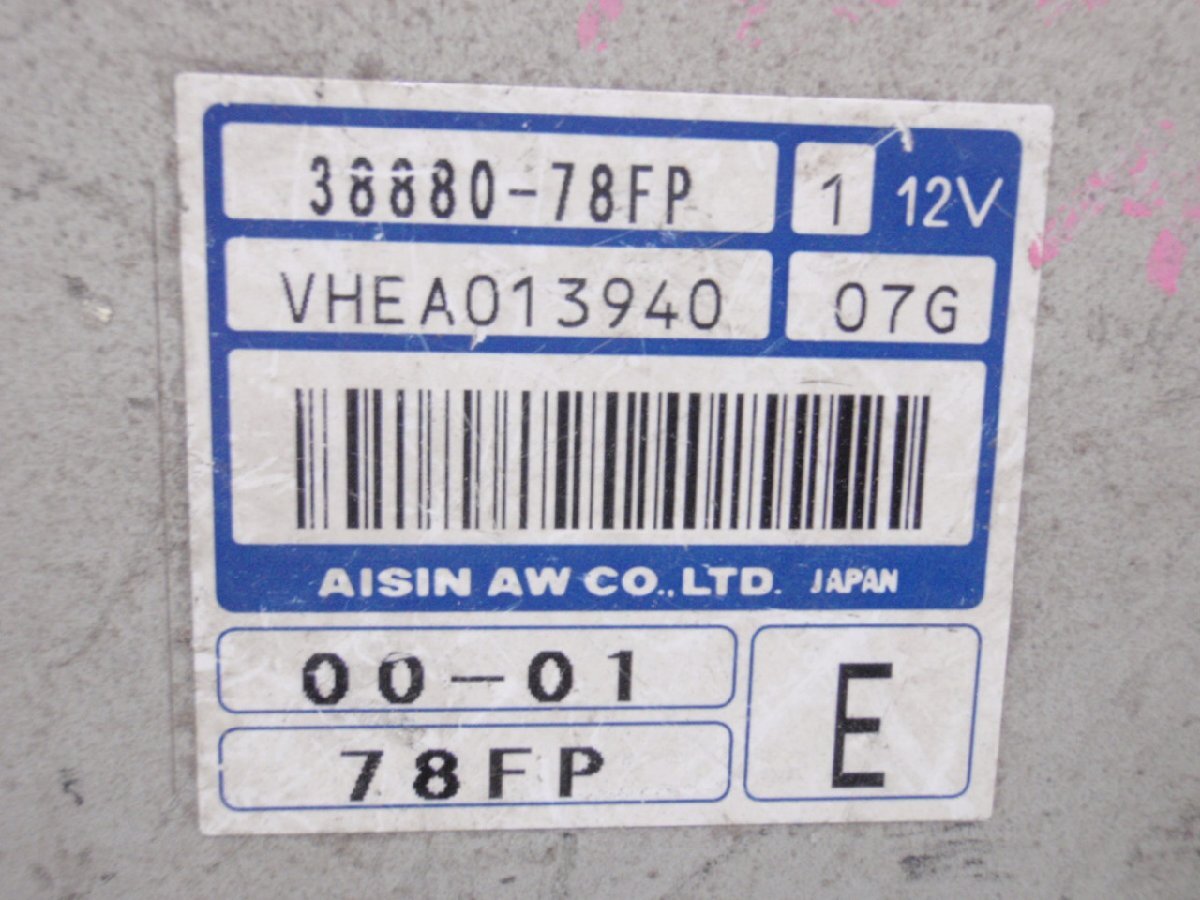 38880-78FP 1 12V
VHEA013940 07G
AISIN AW CO.,LTD. JAPAN
00-01
E
78FP